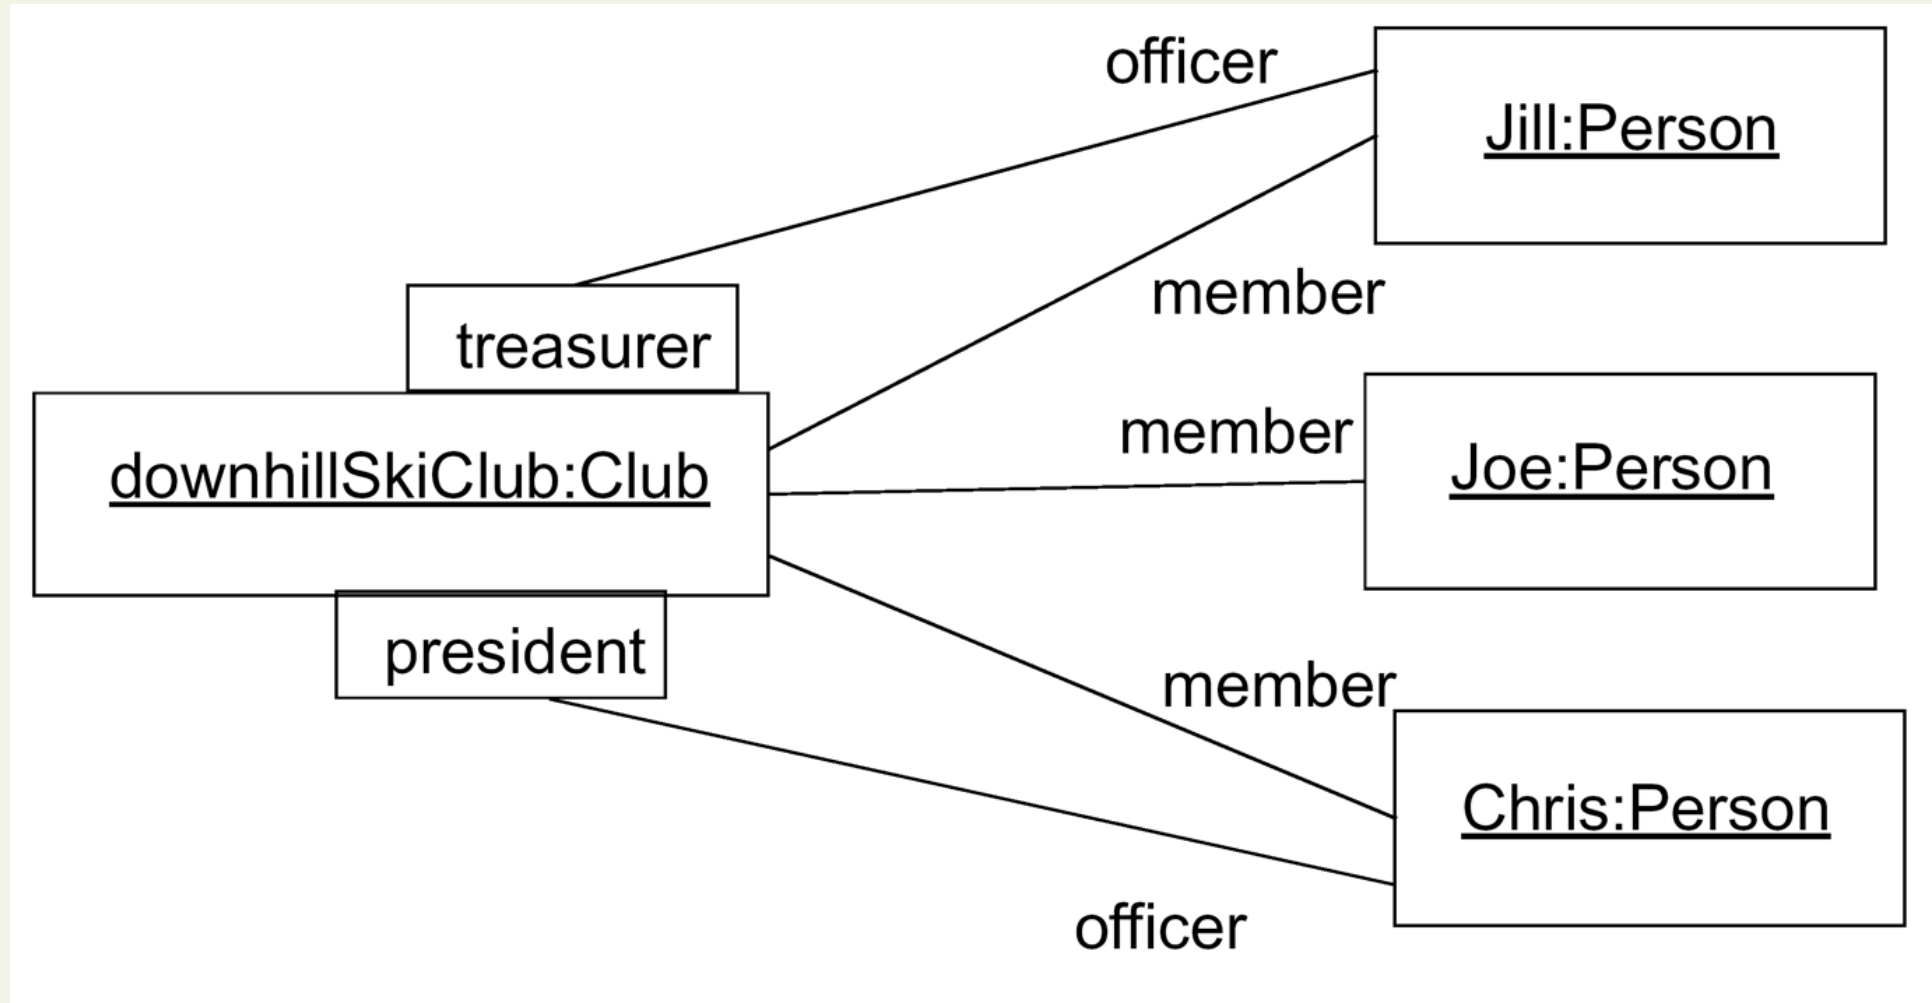 officer
Jill:Person
member
treasurer
member
Joe:Person
downhillSkiClub:Club
president
member
Chris:Person
officer